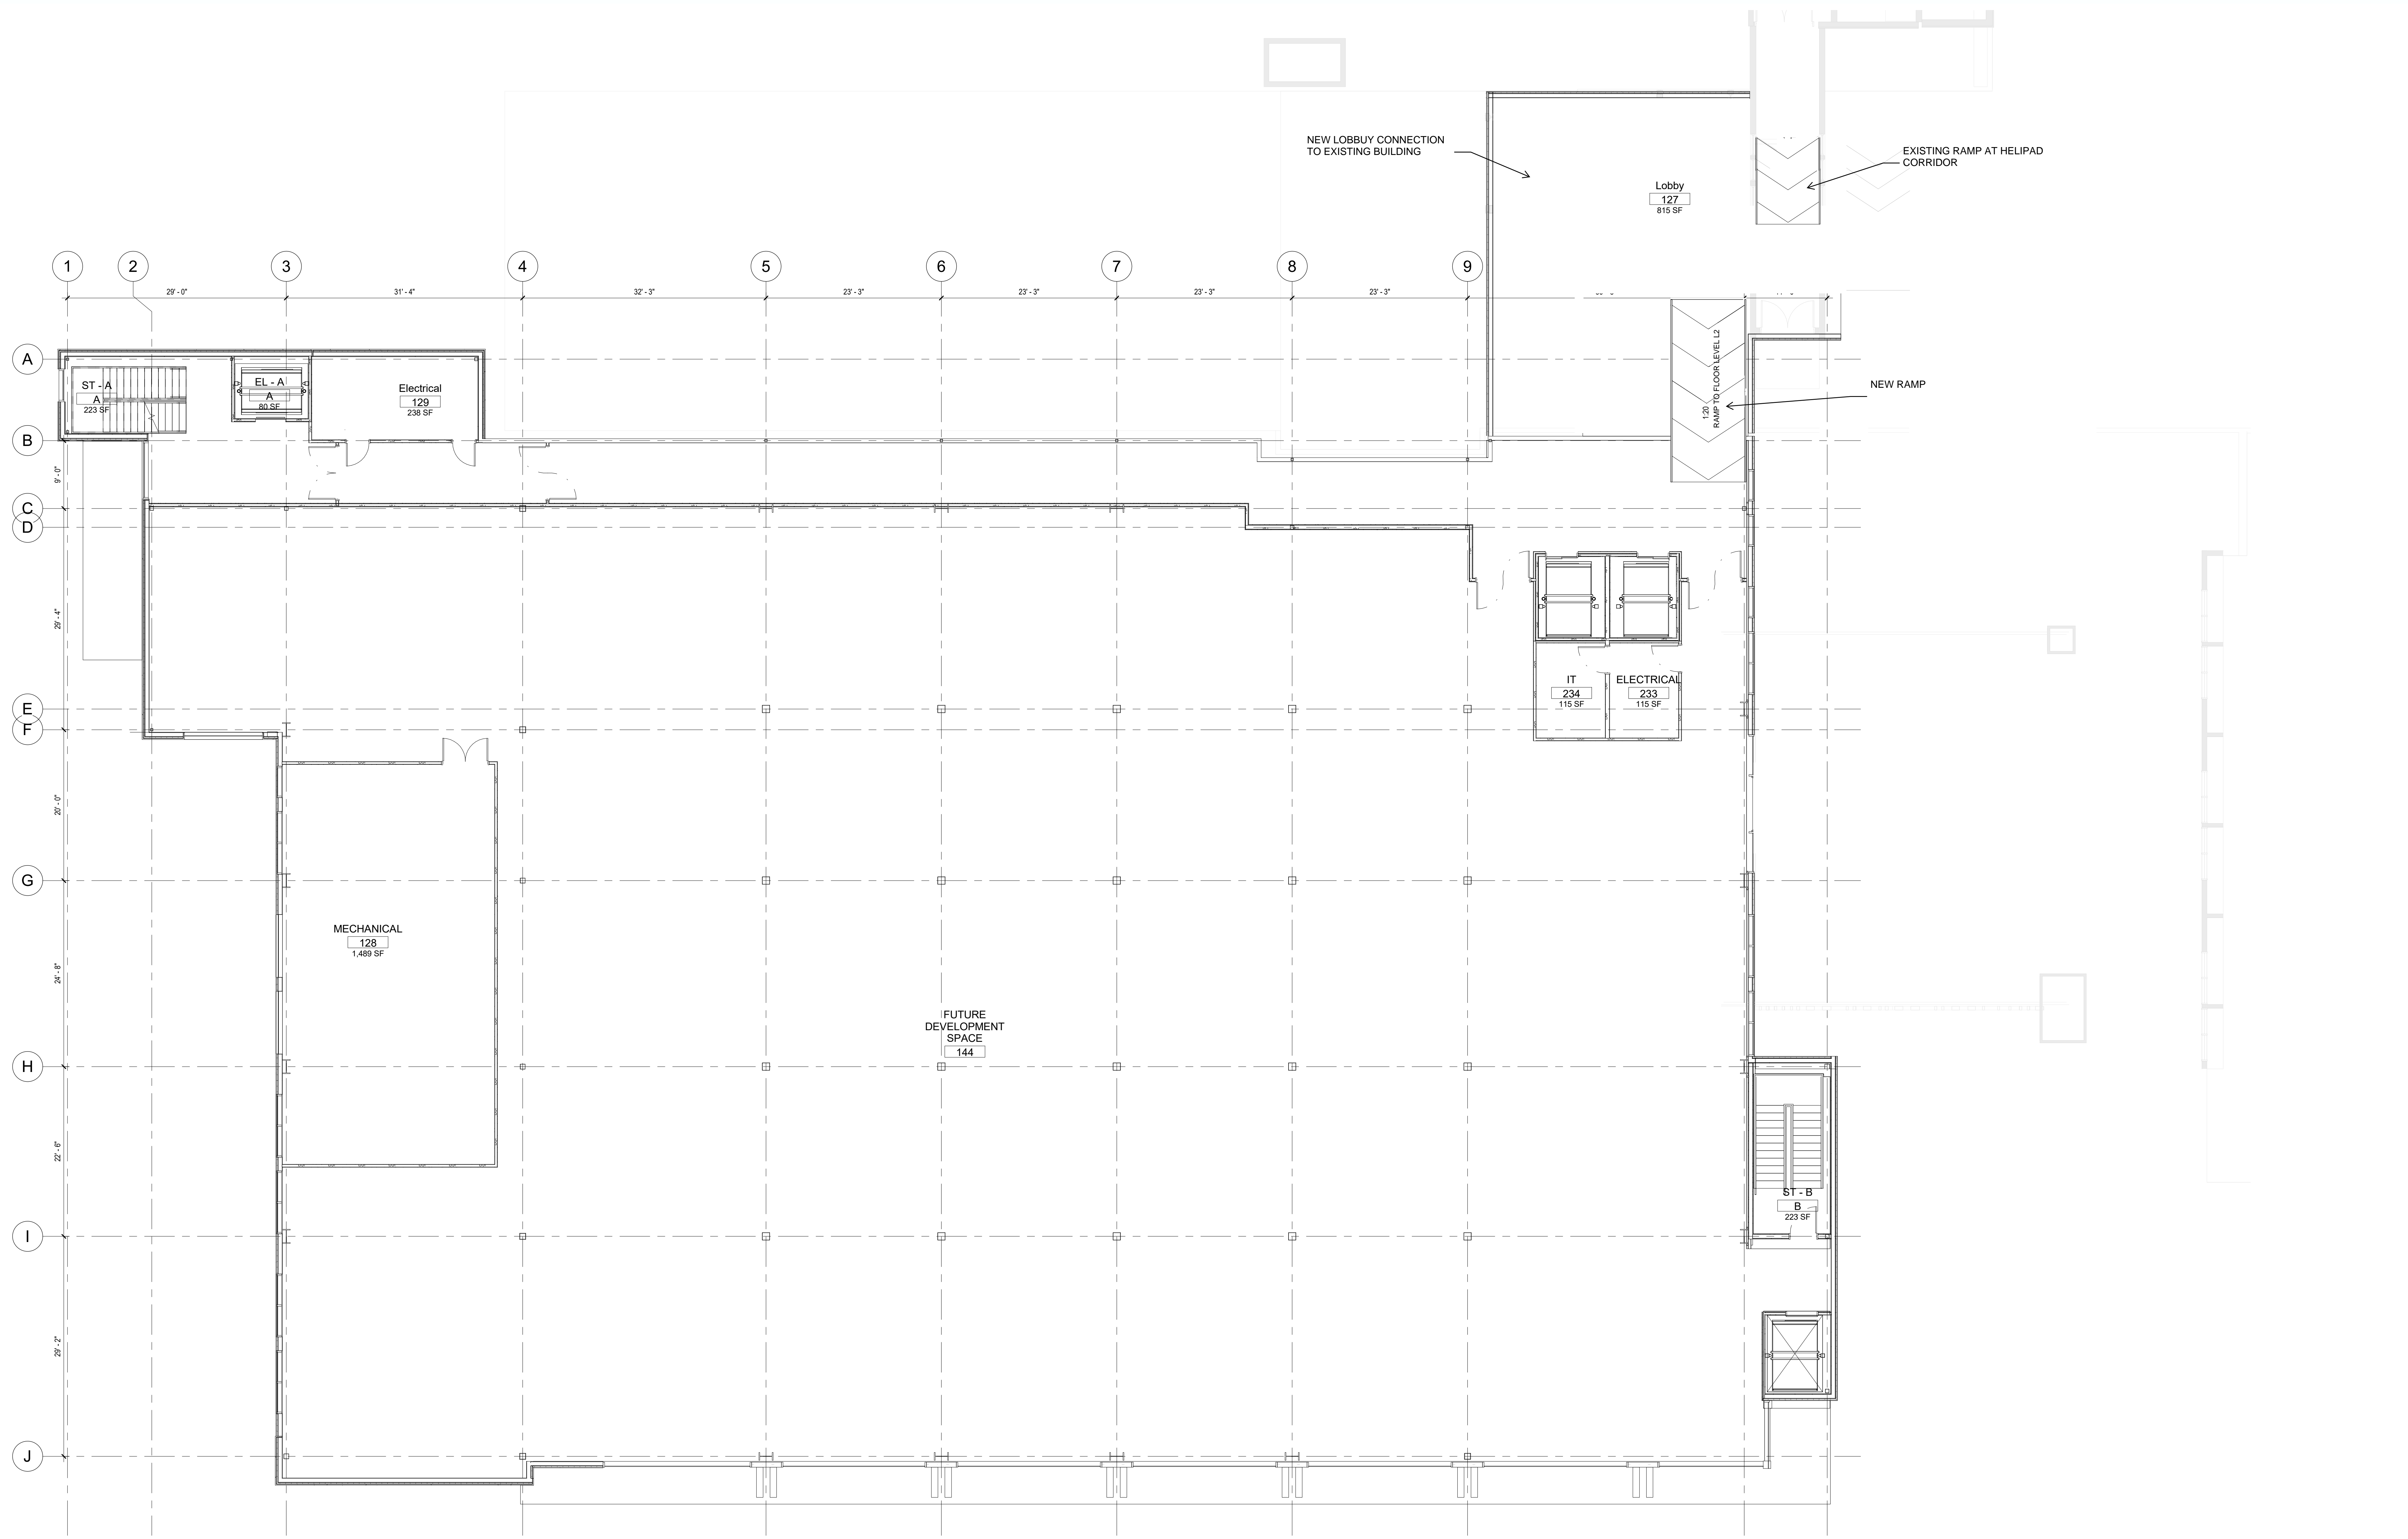 NEW LOBBUY CONNECTION
TO EXISTING BUILDING
EXISTING RAMP AT HELIPAD
CORRIDOR
Lobby
127
815 SF
1
2
3
4
5
6
7
8
9
29' - 0"
31' - 4"
32' - 3"
23' - 3"
23' - 3"
23' - 3"
23' - 3"
A
ST - A
A
223 SF
EL - A
A
80 SF
Electrical
129
238 SF
1:20
RAMP TO FLOOR LEVEL L2
NEW RAMP
B
9' - 0"
C
D
29' - 4"
IT
234
115 SF
ELECTRICAL
233
115 SF
E
F
20' - 0"
G
MECHANICAL
128
1,489 SF
24' - 8"
FUTURE
DEVELOPMENT
SPACE
144
H
22' - 6"
ST - B
B
223 SF
I
29' - 2"
J